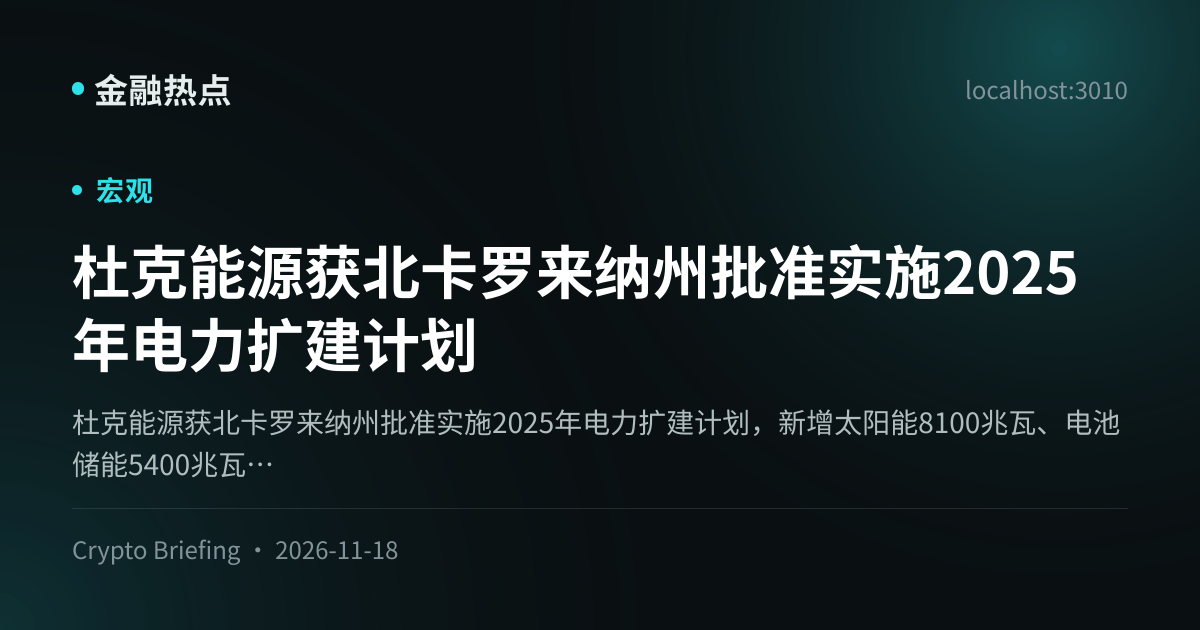 金融热点
localhost:3010
宏观
杜克能源获北卡罗来纳州批准实施2025
年电力扩建计划
杜克能源获北卡罗来纳州批准实施2025年电力扩建计划，新增太阳能8100兆瓦、电池
储能5400兆瓦…
Crypto Briefing · 2026-11-18